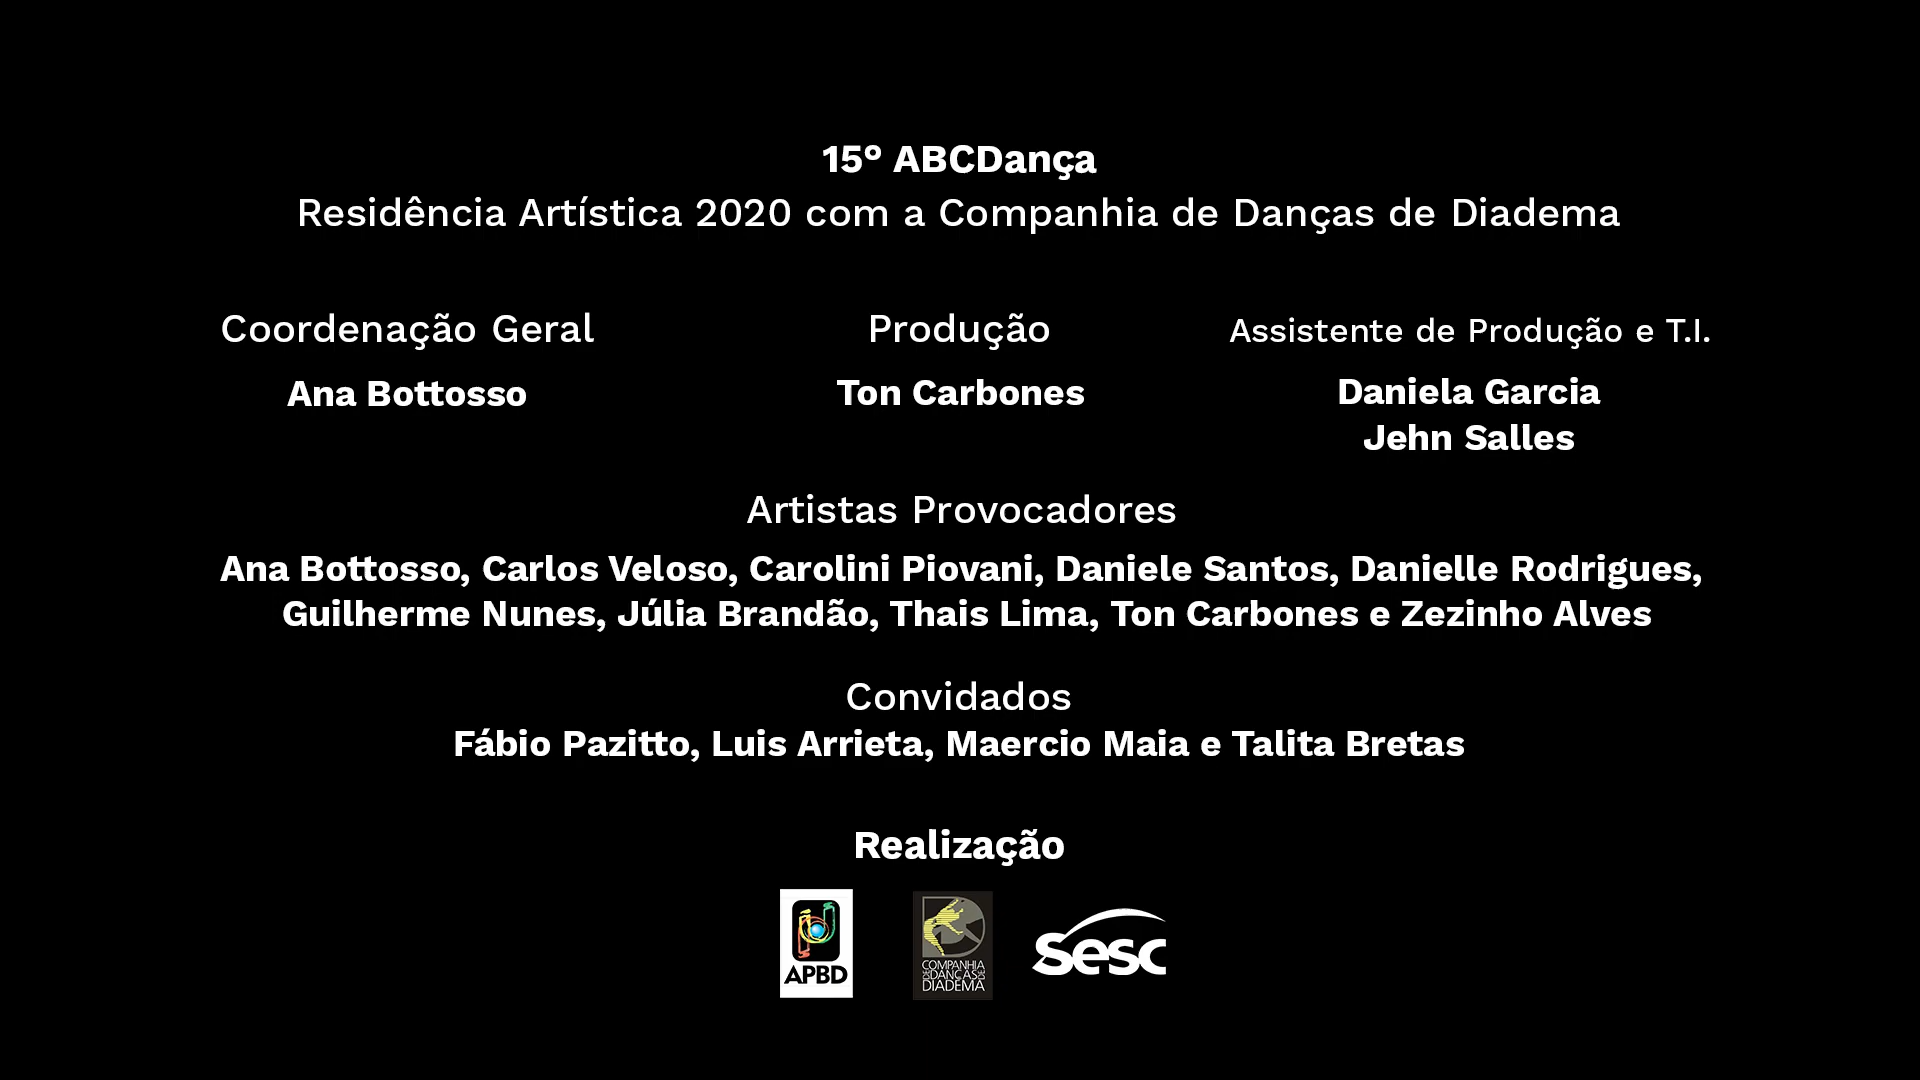 15° ABCDança
Residência Artística 2020 com a Companhia de Danças de Diadema
Coordenação Geral
Ana Bottosso
Produção
Ton Carbones
Assistente de Produção e T.I.
Daniela Garcia
Jehn Salles
Artistas Provocadores
Ana Bottosso, Carlos Veloso, Carolini Piovani, Daniele Santos, Danielle Rodrigues,
Guilherme Nunes, Júlia Brandão, Thais Lima, Ton Carbones e Zezinho Alves
Convidados
Fábio Pazitto, Luis Arrieta, Maercio Maia e Talita Bretas
Realização
APBD
COMPANHIA
DE DANÇAS DE
DIADEMA
Sesc